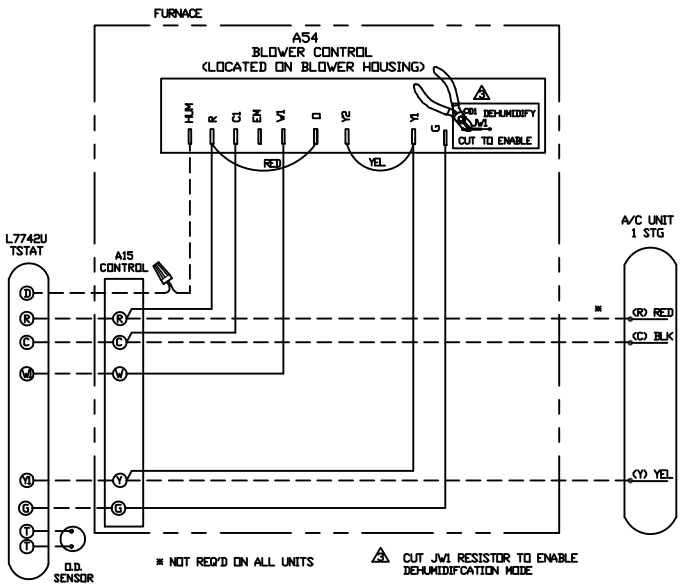 FURNACE
A54
BLOWER CONTROL
(LOCATED ON BLOWER HOUSING)
HUM
R
C1
EM
W1
O
Y2
Y1
G
3
DEHUMIDIFY
JW1
CUT TO ENABLE
RED
YEL
L7742U
TSTAT
A15
CONTROL
A/C UNIT
1 STG
D
R
R
*
(R) RED
C
C
(C) BLK
W1
W
Y1
Y
(Y) YEL
G
G
T
T
O.D.
SENSOR
* NOT REQ'D ON ALL UNITS
3 CUT JW1 RESISTOR TO ENABLE
DEHUMIDIFCATION MODE